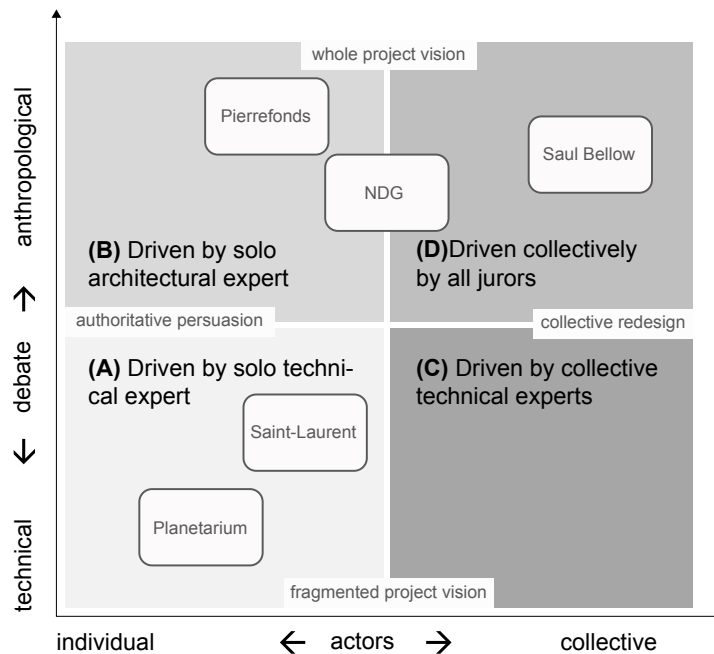 whole project vision
Pierrefonds
Saul Bellow
NDG
anthropological
(B) Driven by solo
architectural expert
(D)Driven collectively
by all jurors
authoritative persuasion
collective redesign
← debate →
(A) Driven by solo techni-
cal expert
(C) Driven by collective
technical experts
Saint-Laurent
Planetarium
technical
fragmented project vision
individual
← actors →
collective